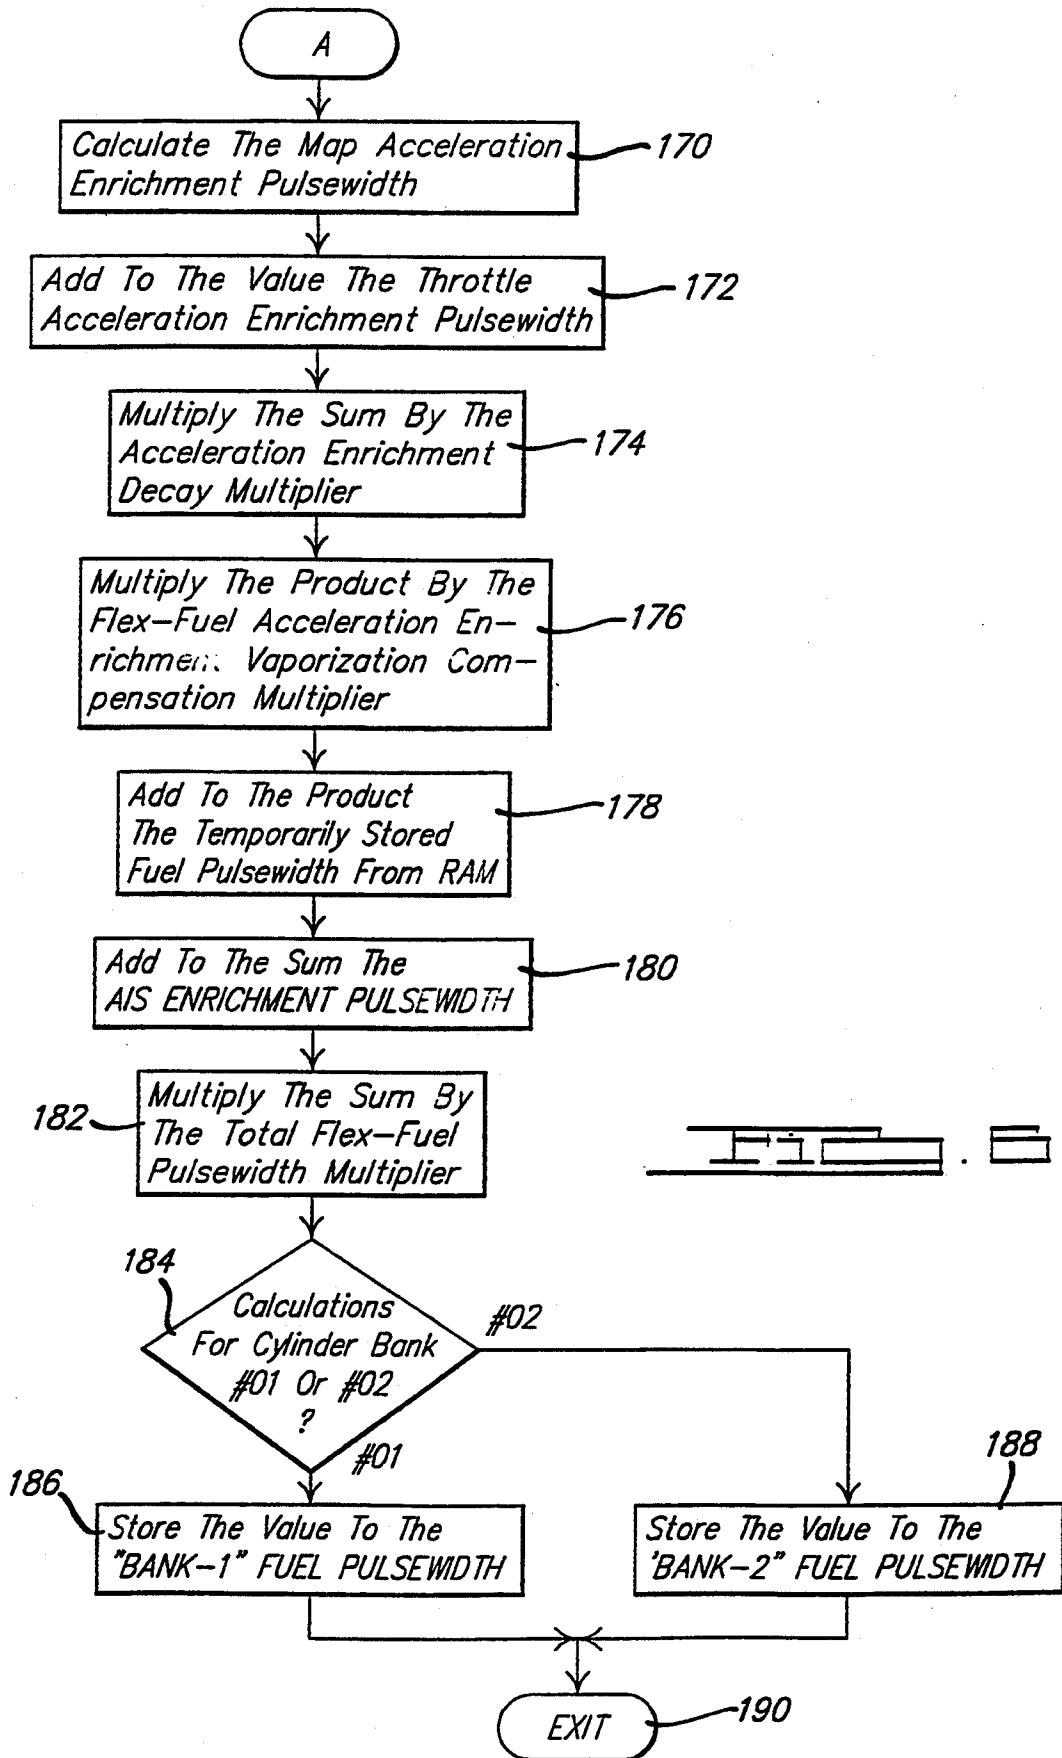 A
Calculate The Map Acceleration
Enrichment Pulsewidth
170
Add To The Value The Throttle
Acceleration Enrichment Pulsewidth
172
Multiply The Sum By The
Acceleration Enrichment
Decay Multiplier
174
Multiply The Product By The
Flex-Fuel Acceleration En-
richment Vaporization Com-
pensation Multiplier
176
Add To The Product
The Temporarily Stored
Fuel Pulsewidth From RAM
178
Add To The Sum The
AIS ENRICHMENT PULSEWIDTH
180
Multiply The Sum By
The Total Flex-Fuel
Pulsewidth Multiplier
182
184
Calculations
For Cylinder Bank
#01 Or #02
?
#02
#01
186
Store The Value To The
"BANK-1" FUEL PULSEWIDTH
188
Store The Value To The
'BANK-2" FUEL PULSEWIDTH
EXIT
190